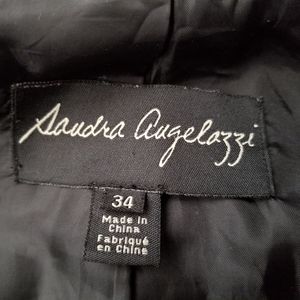 Sandra Angelozzi
34
Made in
China
Fabriqué
en Chine